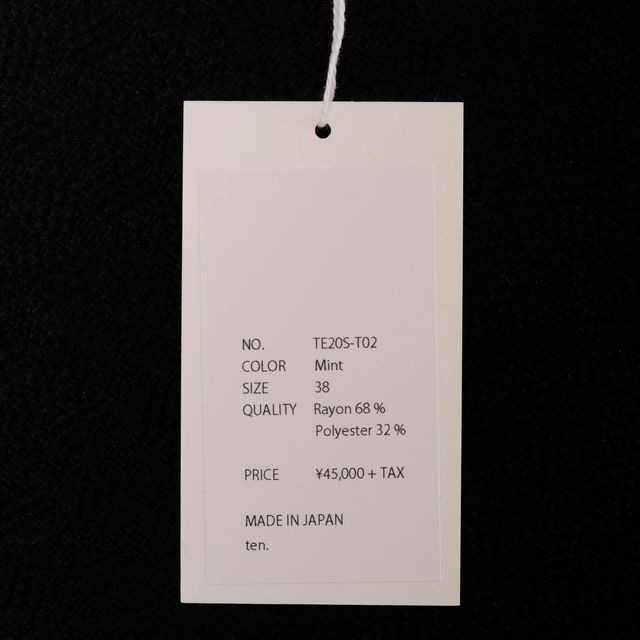 NO. TE20S-T02
COLOR Mint
SIZE 38
QUALITY Rayon 68 %
Polyester 32 %
PRICE ¥45,000 + TAX
MADE IN JAPAN
ten.